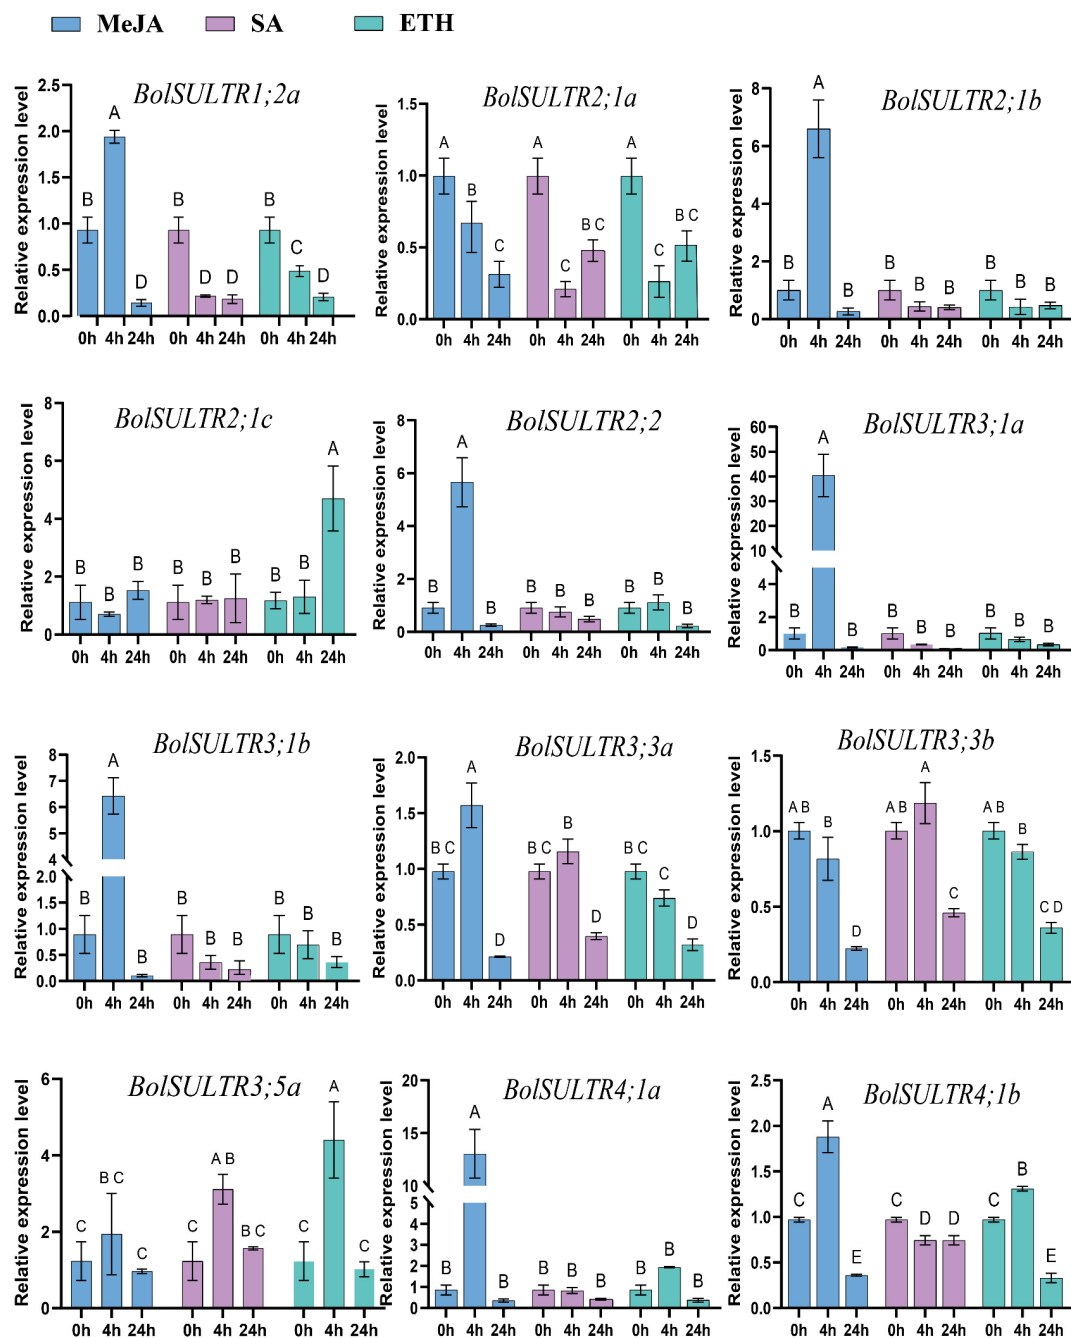 MeJA SA ETH
BolSULTR1;2a
Relative expression level
2.5
2.0
1.5
1.0
0.5
0.0
B A D B D D B C D
0h 4h 24h 0h 4h 24h 0h 4h 24h
BolSULTR2;1a
Relative expression level
1.5
1.0
0.5
0.0
A B C A C B C A C B C
0h 4h 24h 0h 4h 24h 0h 4h 24h
BolSULTR2;1b
Relative expression level
8
6
4
2
0
B A B B B B B B B
0h 4h 24h 0h 4h 24h 0h 4h 24h
BolSULTR2;1c
Relative expression level
8
6
4
2
0
B B B B B B B B A
0h 4h 24h 0h 4h 24h 0h 4h 24h
BolSULTR2;2
Relative expression level
8
6
4
2
0
B A B B B B B B B
0h 4h 24h 0h 4h 24h 0h 4h 24h
BolSULTR3;1a
Relative expression level
60
50
40
30
20
10
4
2
0
B A B B B B B B B
0h 4h 24h 0h 4h 24h 0h 4h 24h
BolSULTR3;1b
Relative expression level
8
7
6
5
4
2.0
1.5
1.0
0.5
0.0
B A B B B B B B B
0h 4h 24h 0h 4h 24h 0h 4h 24h
BolSULTR3;3a
Relative expression level
2.0
1.5
1.0
0.5
0.0
B C A D B C B D B C C D
0h 4h 24h 0h 4h 24h 0h 4h 24h
BolSULTR3;3b
Relative expression level
1.5
1.0
0.5
0.0
A B B D A B A C A B B C D
0h 4h 24h 0h 4h 24h 0h 4h 24h
BolSULTR3;5a
Relative expression level
6
4
2
0
C B C C C A B B C C A C
0h 4h 24h 0h 4h 24h 0h 4h 24h
BolSULTR4;1a
Relative expression level
20
15
10
5
4
3
2
1
0
B A B B B B B B B
0h 4h 24h 0h 4h 24h 0h 4h 24h
BolSULTR4;1b
Relative expression level
2.5
2.0
1.5
1.0
0.5
0.0
C A E C D D C B E
0h 4h 24h 0h 4h 24h 0h 4h 24h